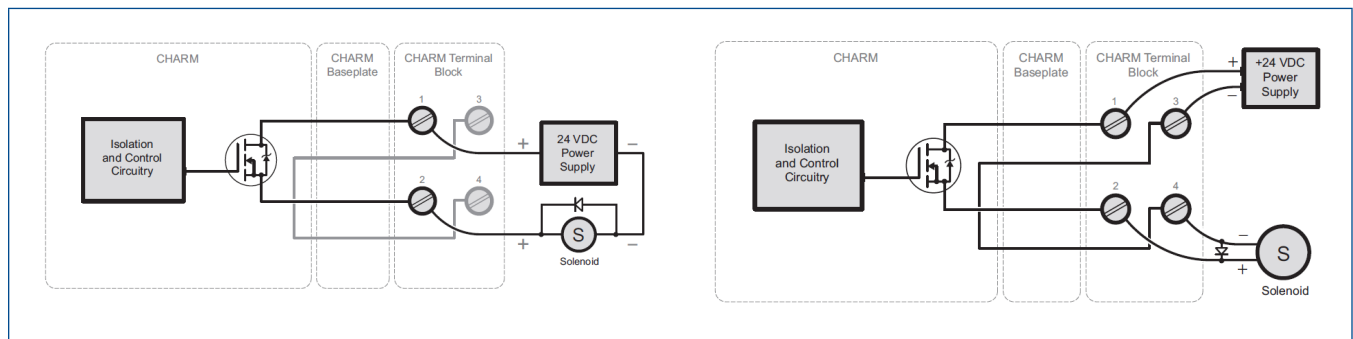 CHARM
CHARM
Baseplate
CHARM Terminal
Block
1
3
Isolation
and Control
Circuitry
+
24 VDC
Power
Supply
−
2
4
+
S
−
Solenoid
CHARM
CHARM
Baseplate
CHARM Terminal
Block
+
−
+24 VDC
Power
Supply
1
3
Isolation
and Control
Circuitry
2
4
−
+
S
Solenoid